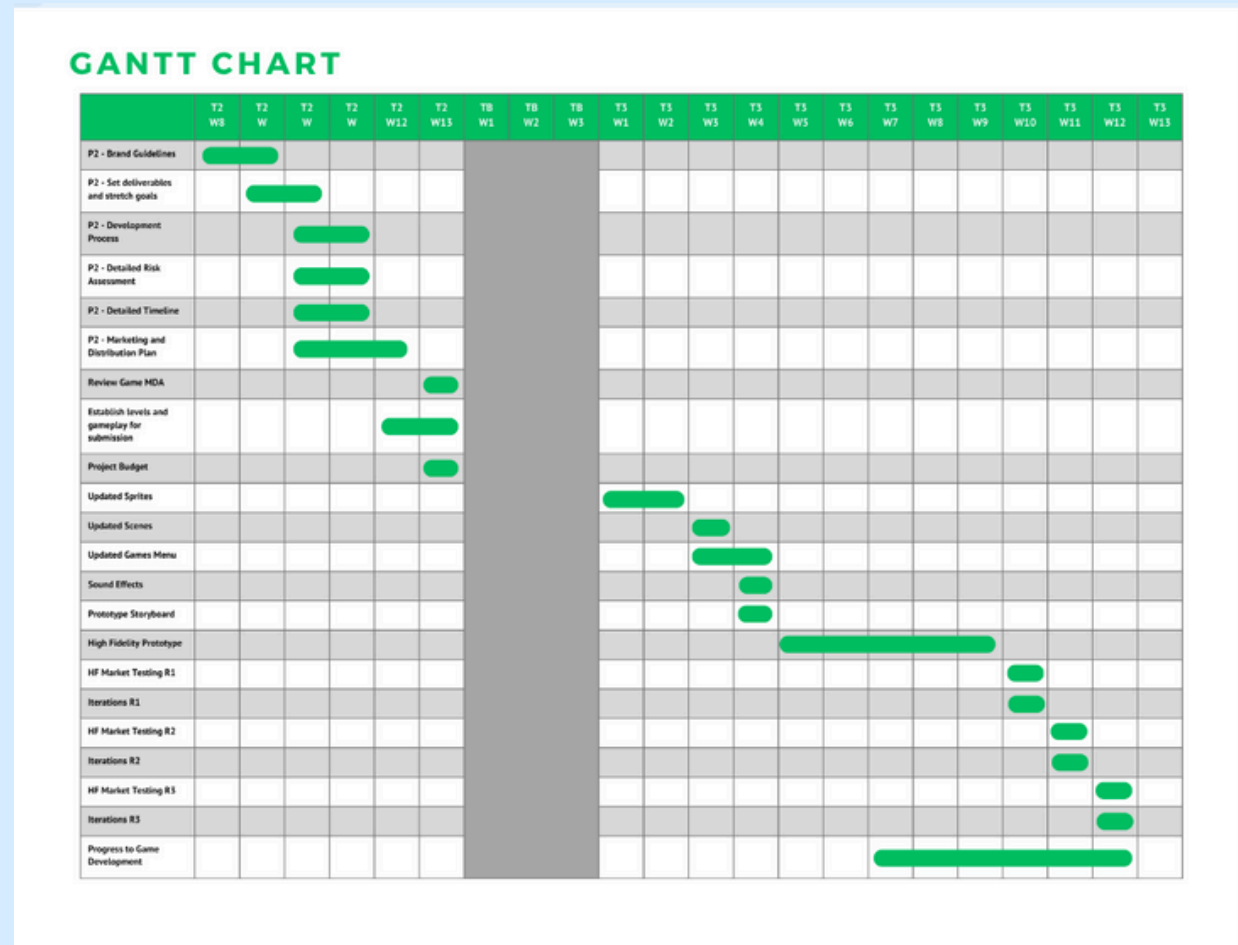 GANTT CHART
T2 T2 T2 T2 T2 T2 TB TB TB T3 T3 T3 T3 T3 T3 T3 T3 T3 T3 T3 T3 T3
W8 W W W W12 W13 W1 W2 W3 W1 W2 W3 W4 W5 W6 W7 W8 W9 W10 W11 W12 W13
P2 - Brand Guidelines
P2 - Set deliverables
and stretch goals
P2 - Development
Process
P2 - Detailed Risk
Assessment
P2 - Detailed Timeline
P2 - Marketing and
Distribution Plan
Review Game MDA
Establish levels and
gameplay for
submission
Project Budget
Updated Sprites
Updated Scenes
Updated Games Menu
Sound Effects
Prototype Storyboard
High Fidelity Prototype
HF Market Testing R1
Iterations R1
HF Market Testing R2
Iterations R2
HF Market Testing R3
Iterations R3
Progress to Game
Development